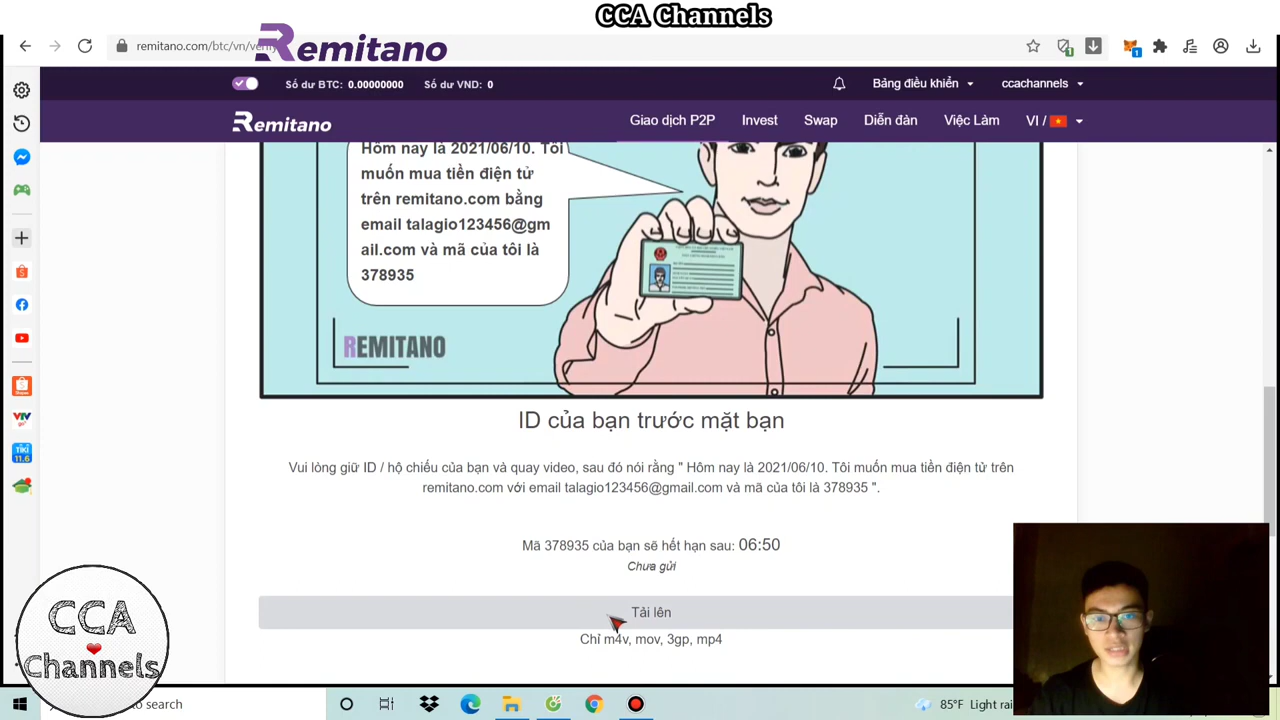 CCA Channels
remitano.com/btc/vn/ver
Remitano
Số dư BTC: 0.00000000
Số dư VND: 0
Bảng điều khiển
ccachannels
Remitano
Giao dịch P2P
Invest
Swap
Diễn đàn
Việc Làm
VI /
Hôm nay là 2021/06/10. Tôi
muốn mua tiền điện tử
trên remitano.com bằng
email talagio123456@gm
ail.com và mã của tôi là
378935
REMITANO
ID của bạn trước mặt bạn
Vui lòng giữ ID / hộ chiếu của bạn và quay video, sau đó nói rằng " Hôm nay là 2021/06/10. Tôi muốn mua tiền điện tử trên
remitano.com với email talagio123456@gmail.com và mã của tôi là 378935 ".
Mã 378935 của bạn sẽ hết hạn sau: 06:50
Chưa gửi
Tải lên
Chỉ m4v, mov, 3gp, mp4
CCA
Channels
to search
85°F Light rai